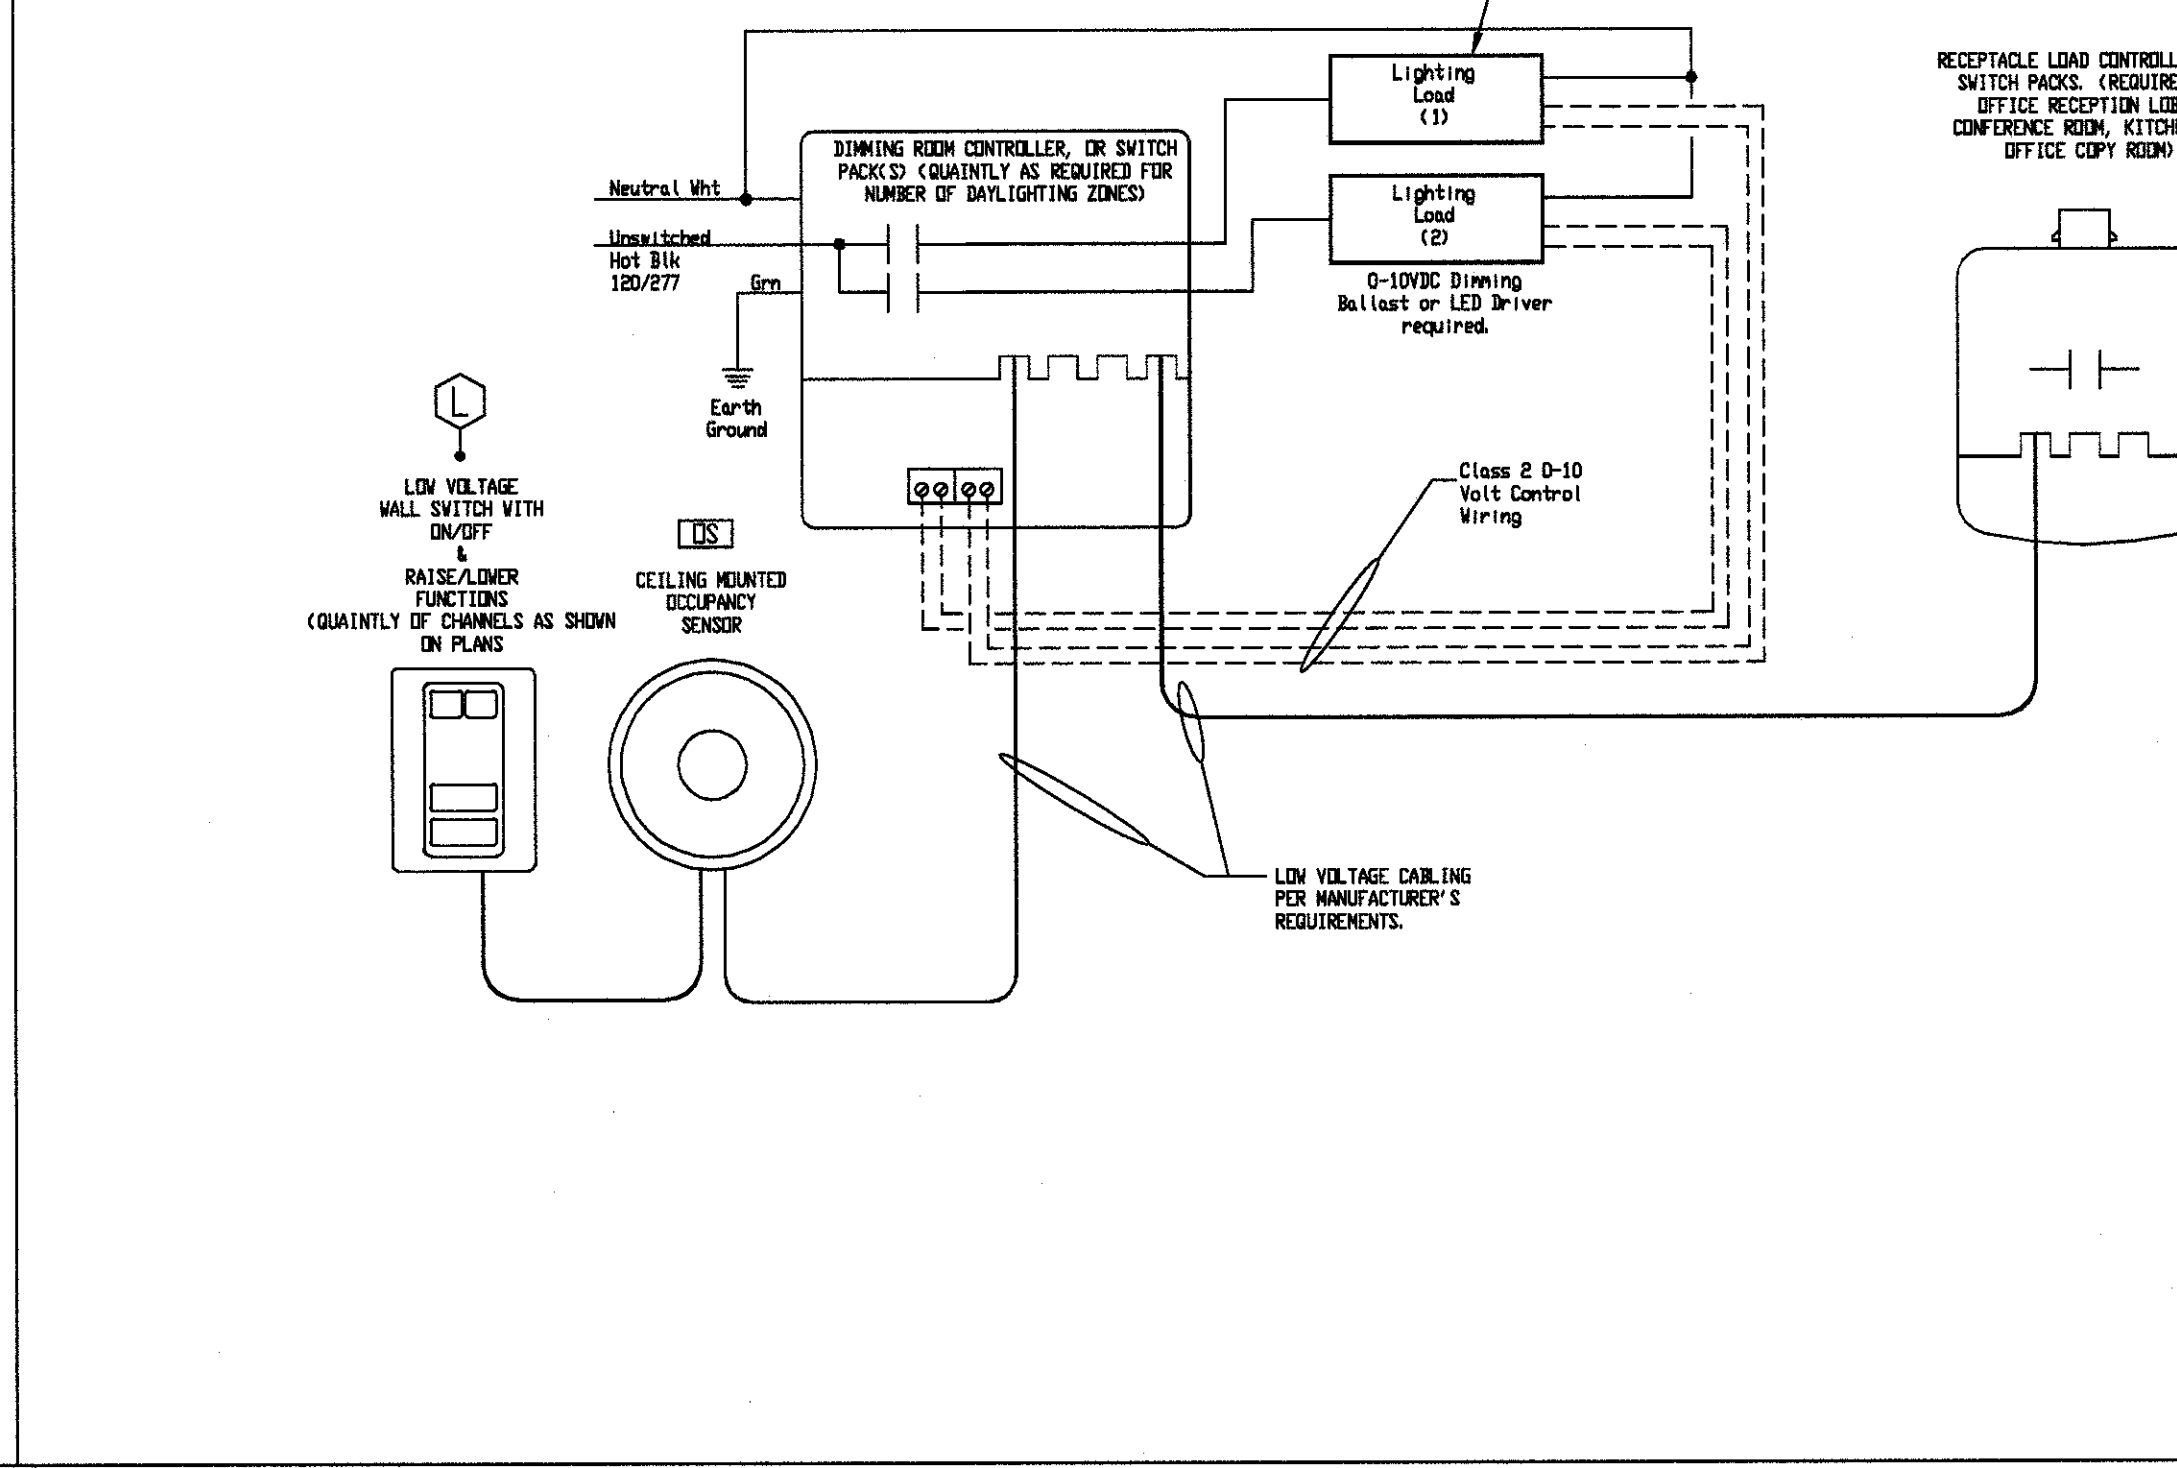 RECEPTACLE LOAD
SWITCH PACKS.
OFFICE RECEPTION
CONFERENCE ROOM,
OFFICE COPY ROOM)
Lighting
Load
(1)
DIMMING ROOM CONTROLLER, OR SWITCH
PACK(S) (QUAINTLY AS REQUIRED FOR
NUMBER OF DAYLIGHTING ZONES)
Neutral Wht
Unswitched
Hot Blk
120/277
Grn
Earth
Ground
Lighting
Load
(2)
0-10VDC Dimming
Ballast or LED Driver
required.
L
LOW VOLTAGE
WALL SWITCH WITH
ON/OFF
&
RAISE/LOWER
FUNCTIONS
(QUAINTLY OF CHANNELS AS SHOWN
ON PLANS
OS
CEILING MOUNTED
OCCUPANCY
SENSOR
Class 2 0-10
Volt Control
Wiring
LOW VOLTAGE CABLING
PER MANUFACTURER'S
REQUIREMENTS.